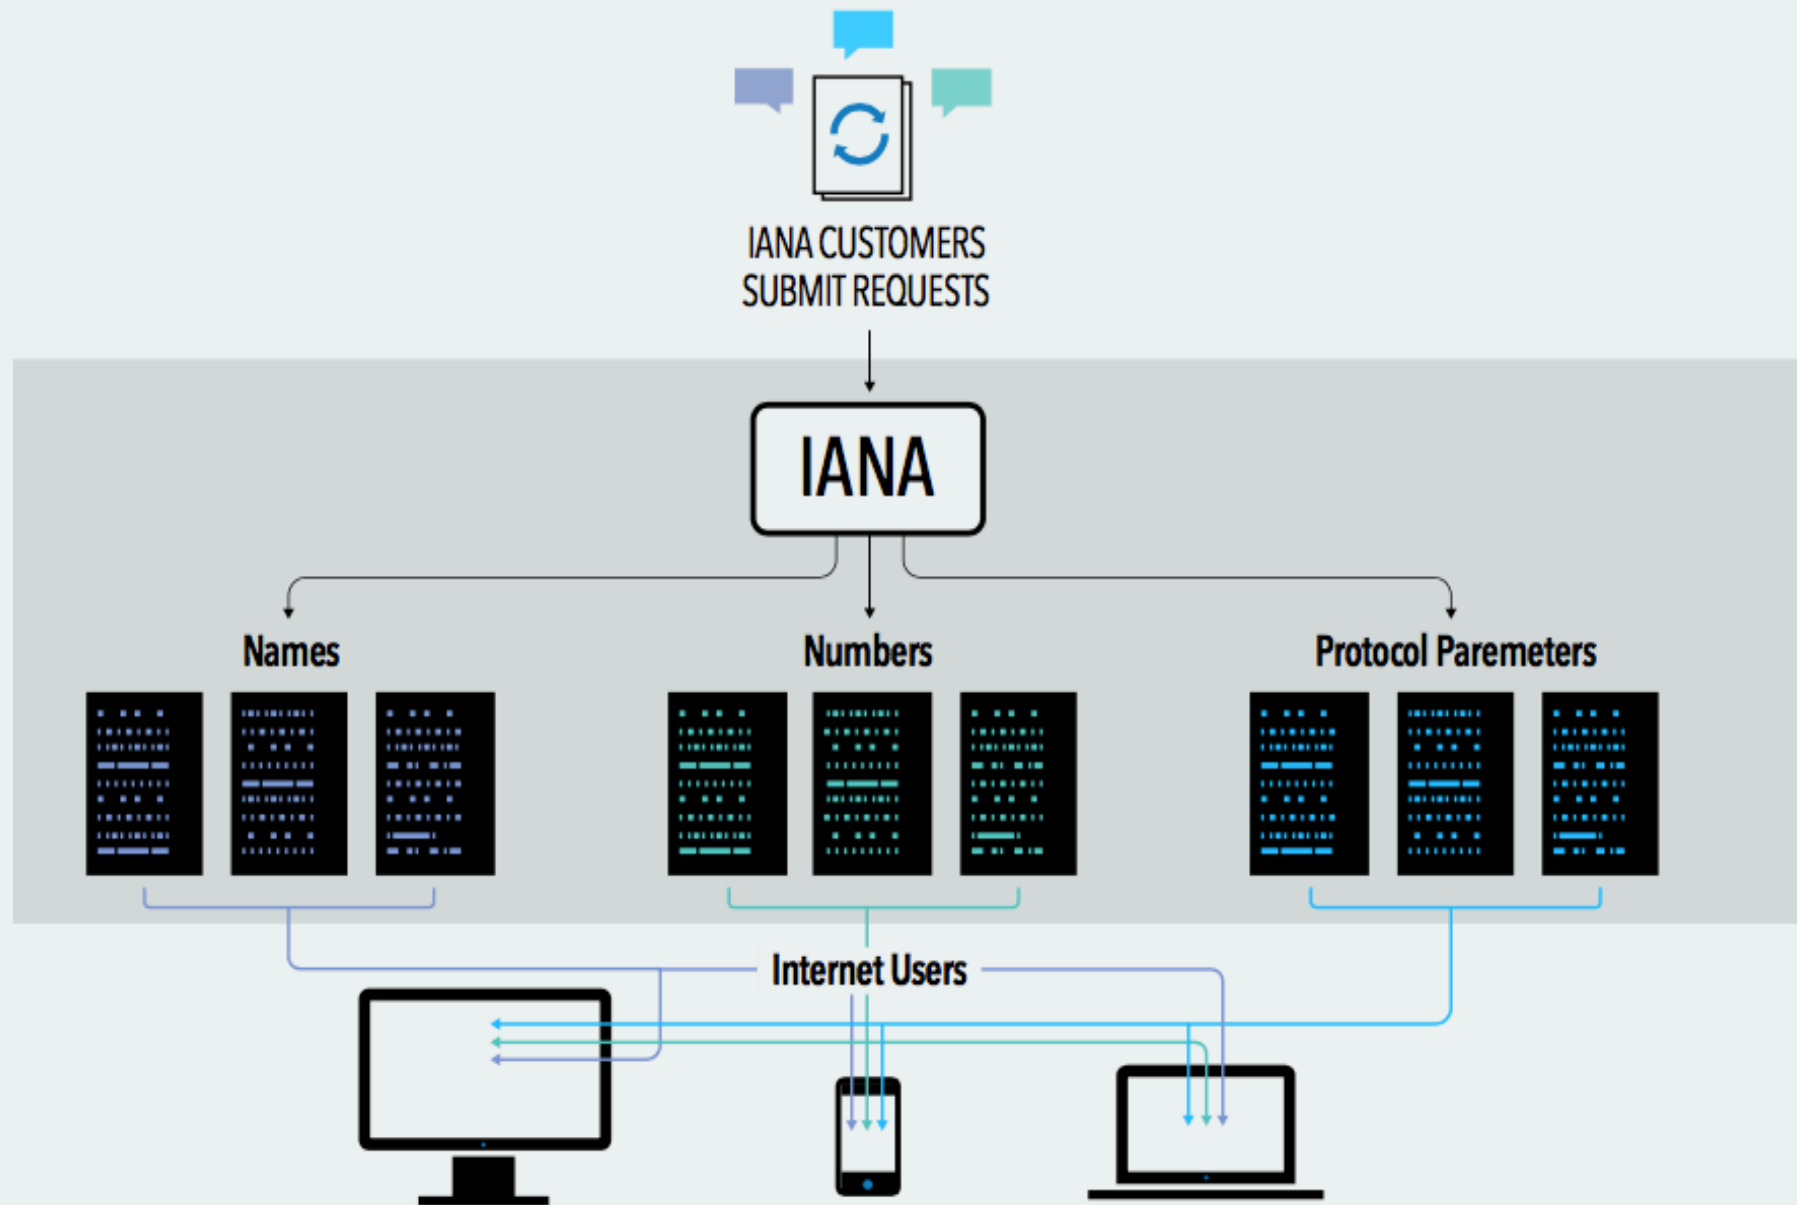 IANA CUSTOMERS
SUBMIT REQUESTS
IANA
Names
Numbers
Protocol Paremeters
Internet Users